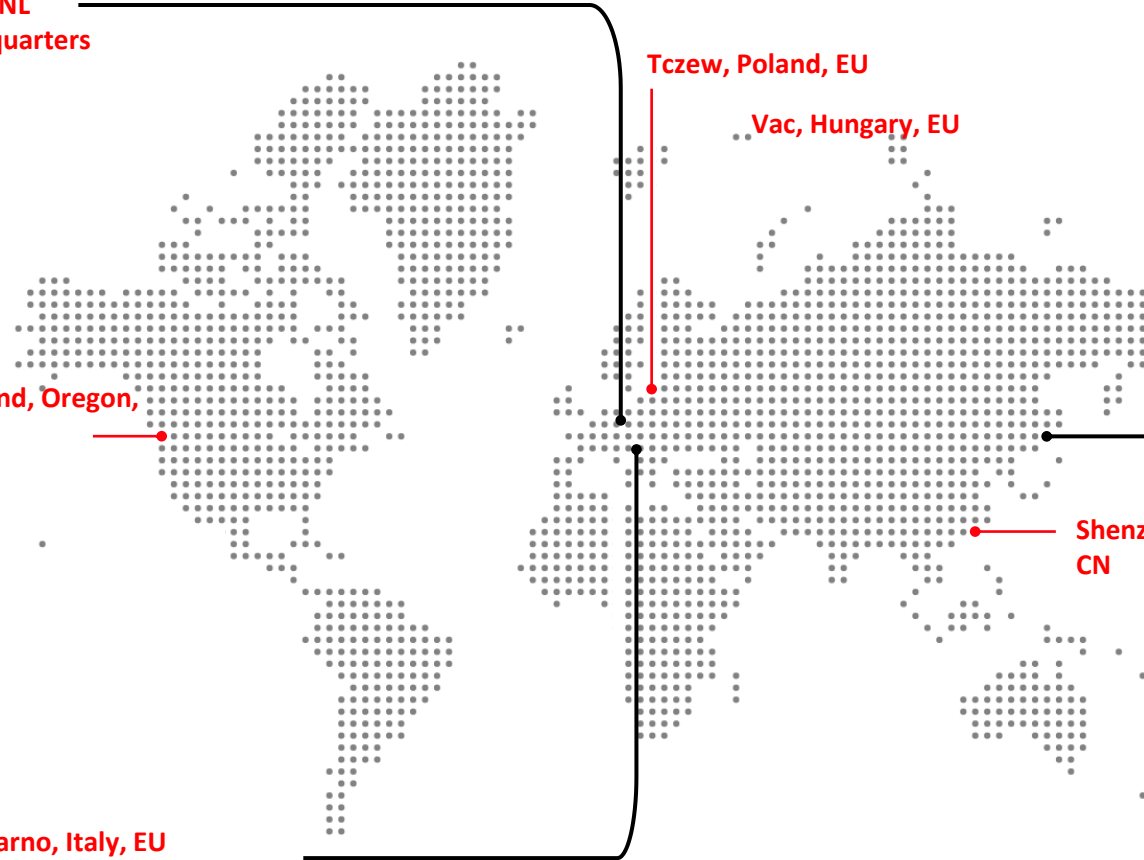 NL
quarters
Tczew, Poland, EU
Vac, Hungary, EU
nd, Oregon,
Shenz
CN
arno, Italy, EU